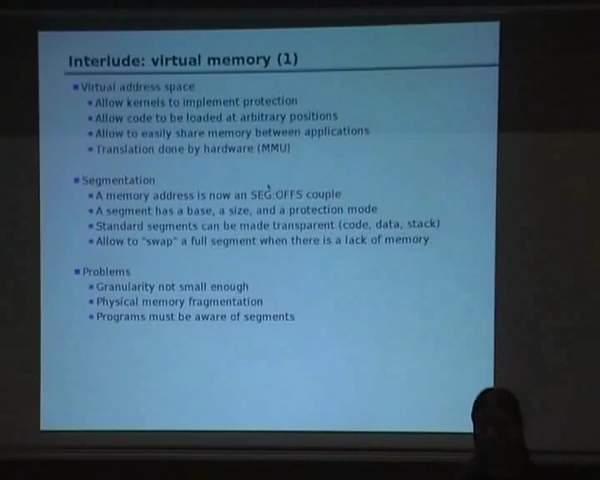 Interlude: virtual memory (1)
Virtual address space
Allow kernels to implement protection
Allow code to be loaded at arbitrary positions
Allow to easily share memory between applications
Translation done by hardware (MMU)
Segmentation
A memory address is now an SEG:OFFS couple
A segment has a base, a size, and a protection mode
Standard segments can be made transparent (code, data, stack)
Allow to "swap" a full segment when there is a lack of memory
Problems
Granularity not small enough
Physical memory fragmentation
Programs must be aware of segments